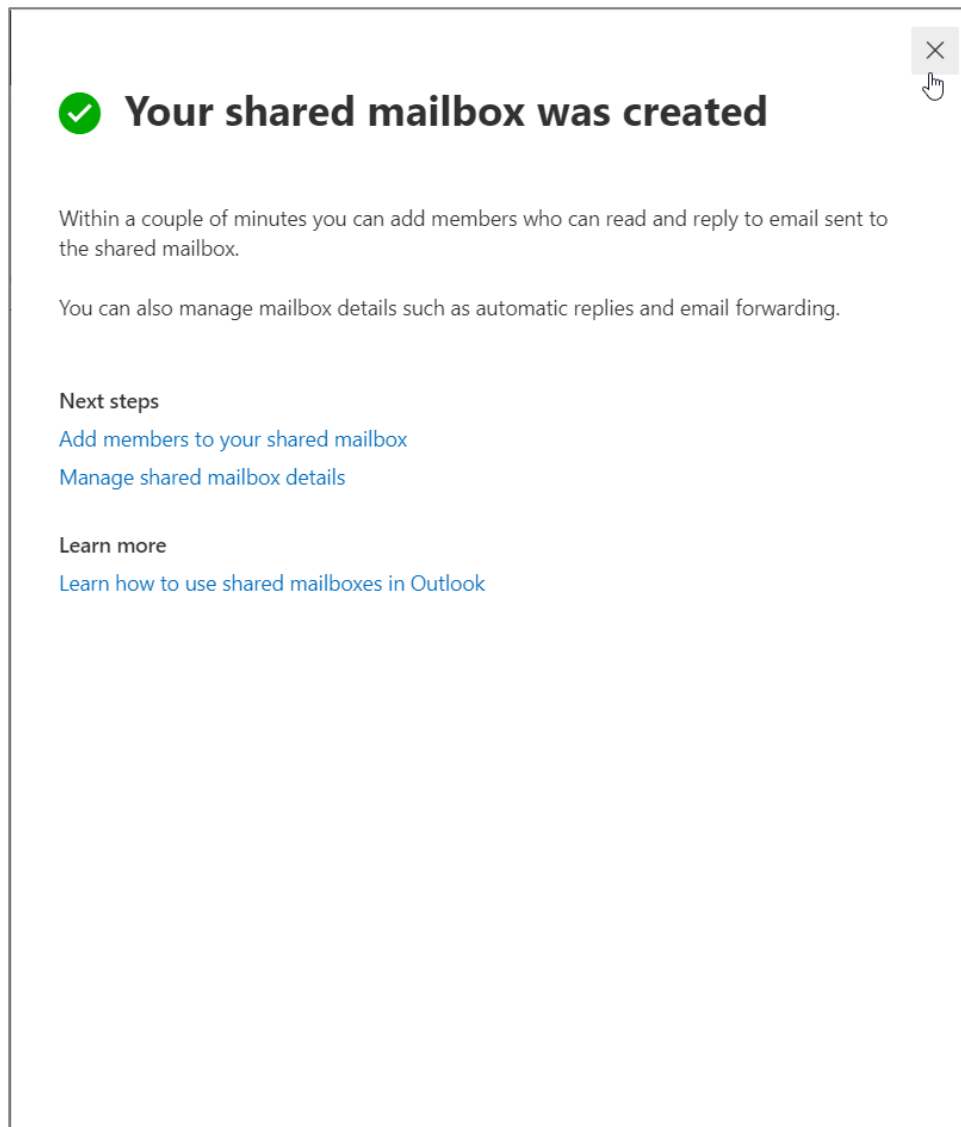 Your shared mailbox was created
Within a couple of minutes you can add members who can read and reply to email sent to
the shared mailbox.
You can also manage mailbox details such as automatic replies and email forwarding.
Next steps
Add members to your shared mailbox
Manage shared mailbox details
Learn more
Learn how to use shared mailboxes in Outlook